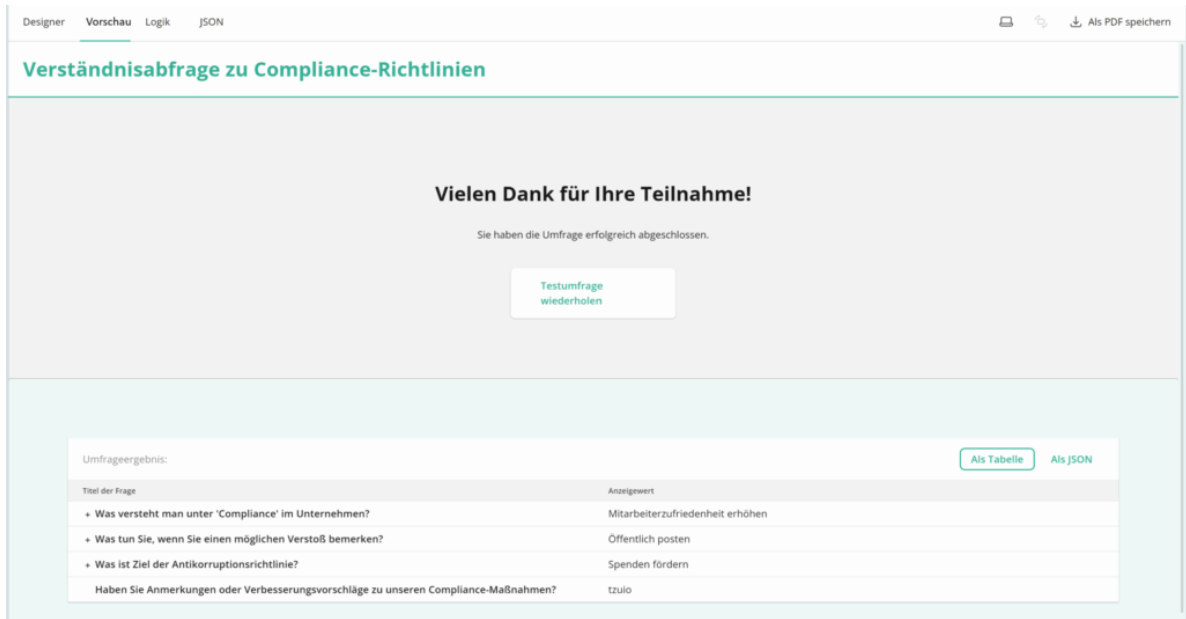 Designer Vorschau Logik JSON Als PDF speichern
Verständnisabfrage zu Compliance-Richtlinien
Vielen Dank für Ihre Teilnahme!
Sie haben die Umfrage erfolgreich abgeschlossen.
Testumfrage
wiederholen
Umfrageergebnis: Als Tabelle Als JSON
Titel der Frage Anzeigewert
+ Was versteht man unter 'Compliance' im Unternehmen? Mitarbeiterzufriedenheit erhöhen
+ Was tun Sie, wenn Sie einen möglichen Verstoß bemerken? Öffentlich posten
+ Was ist Ziel der Antikorruptionsrichtlinie? Spenden fördern
Haben Sie Anmerkungen oder Verbesserungsvorschläge zu unseren Compliance-Maßnahmen? tzuio